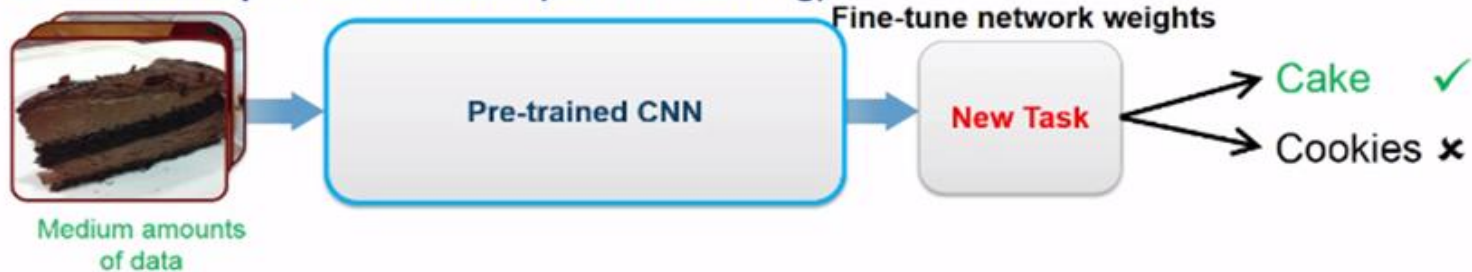 Fine-tune network weights
Pre-trained CNN
New Task
Cake ✓
Cookies ×
Medium amounts
of data